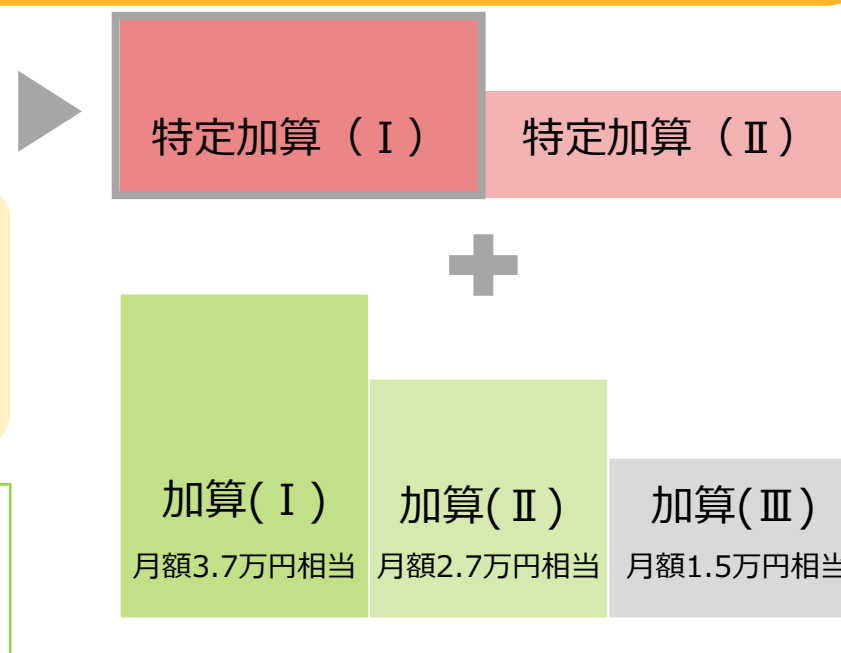 特定加算（Ⅰ）
特定加算（Ⅱ）
加算(Ⅰ)
月額3.7万円相当
加算(Ⅱ)
月額2.7万円相当
加算(Ⅲ)
月額1.5万円相当